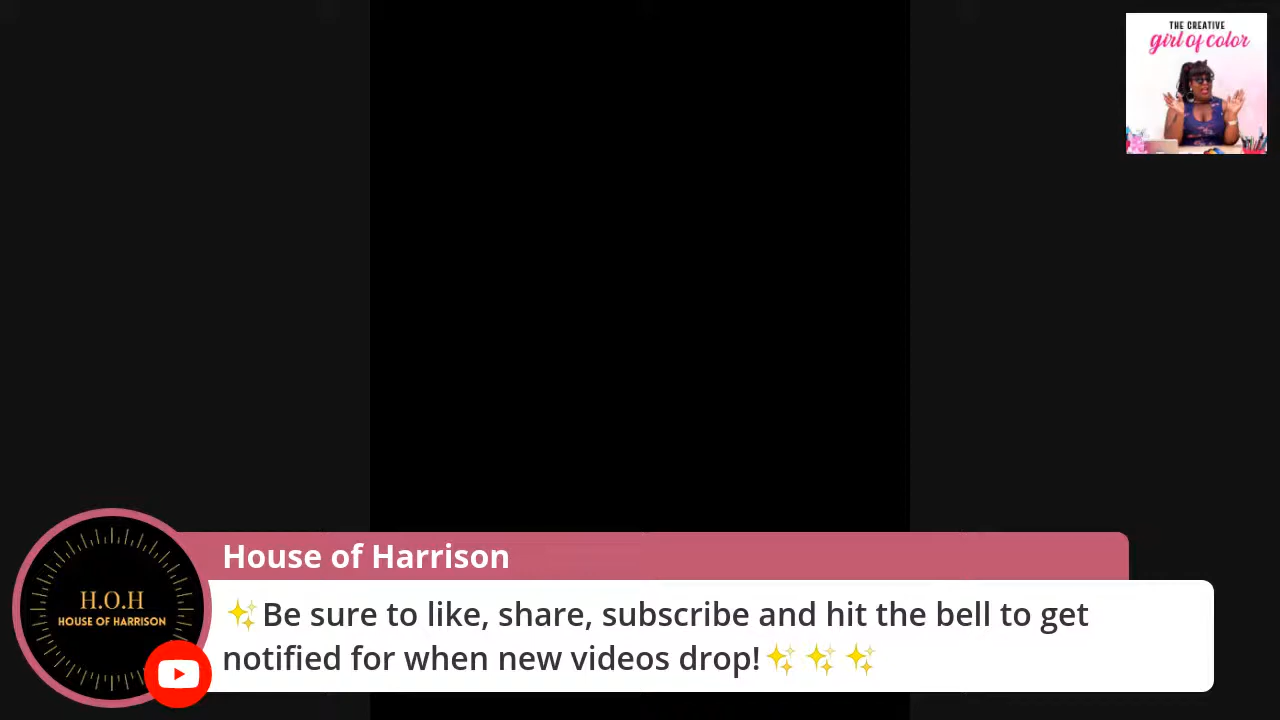 THE CREATIVE
girl of color
House of Harrison
✨Be sure to like, share, subscribe and hit the bell to get
notified for when new videos drop!✨✨✨
H.O.H
HOUSE OF HARRISON